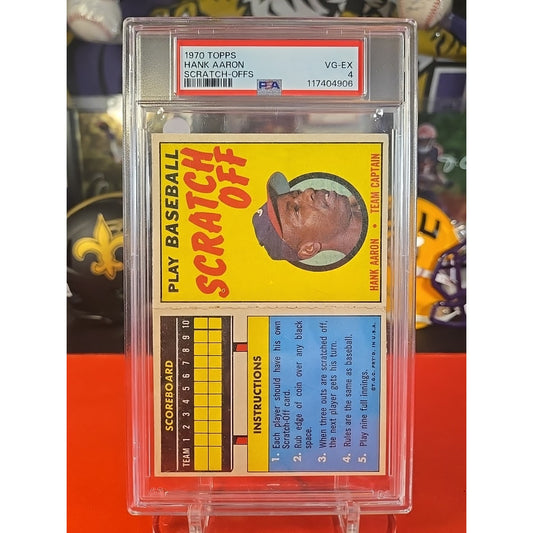 1970 TOPPS
HANK AARON
SCRATCH-OFFS
VG-EX
4
PSA
117404906
PLAY BASEBALL
SCRATCH
OFF
HANK AARON • TEAM CAPTAIN
SCOREBOARD
TEAM 1 2 3 4 5 6 7 8 9 10
INSTRUCTIONS
1. Each player should have his own
Scratch-Off card.
2. Rub edge of coin over any black
space.
3. When three outs are scratched off,
the next player gets his turn.
4. Rules are the same as baseball.
5. Play nine full innings.
©T.C.G. PRT'D. IN U.S.A.